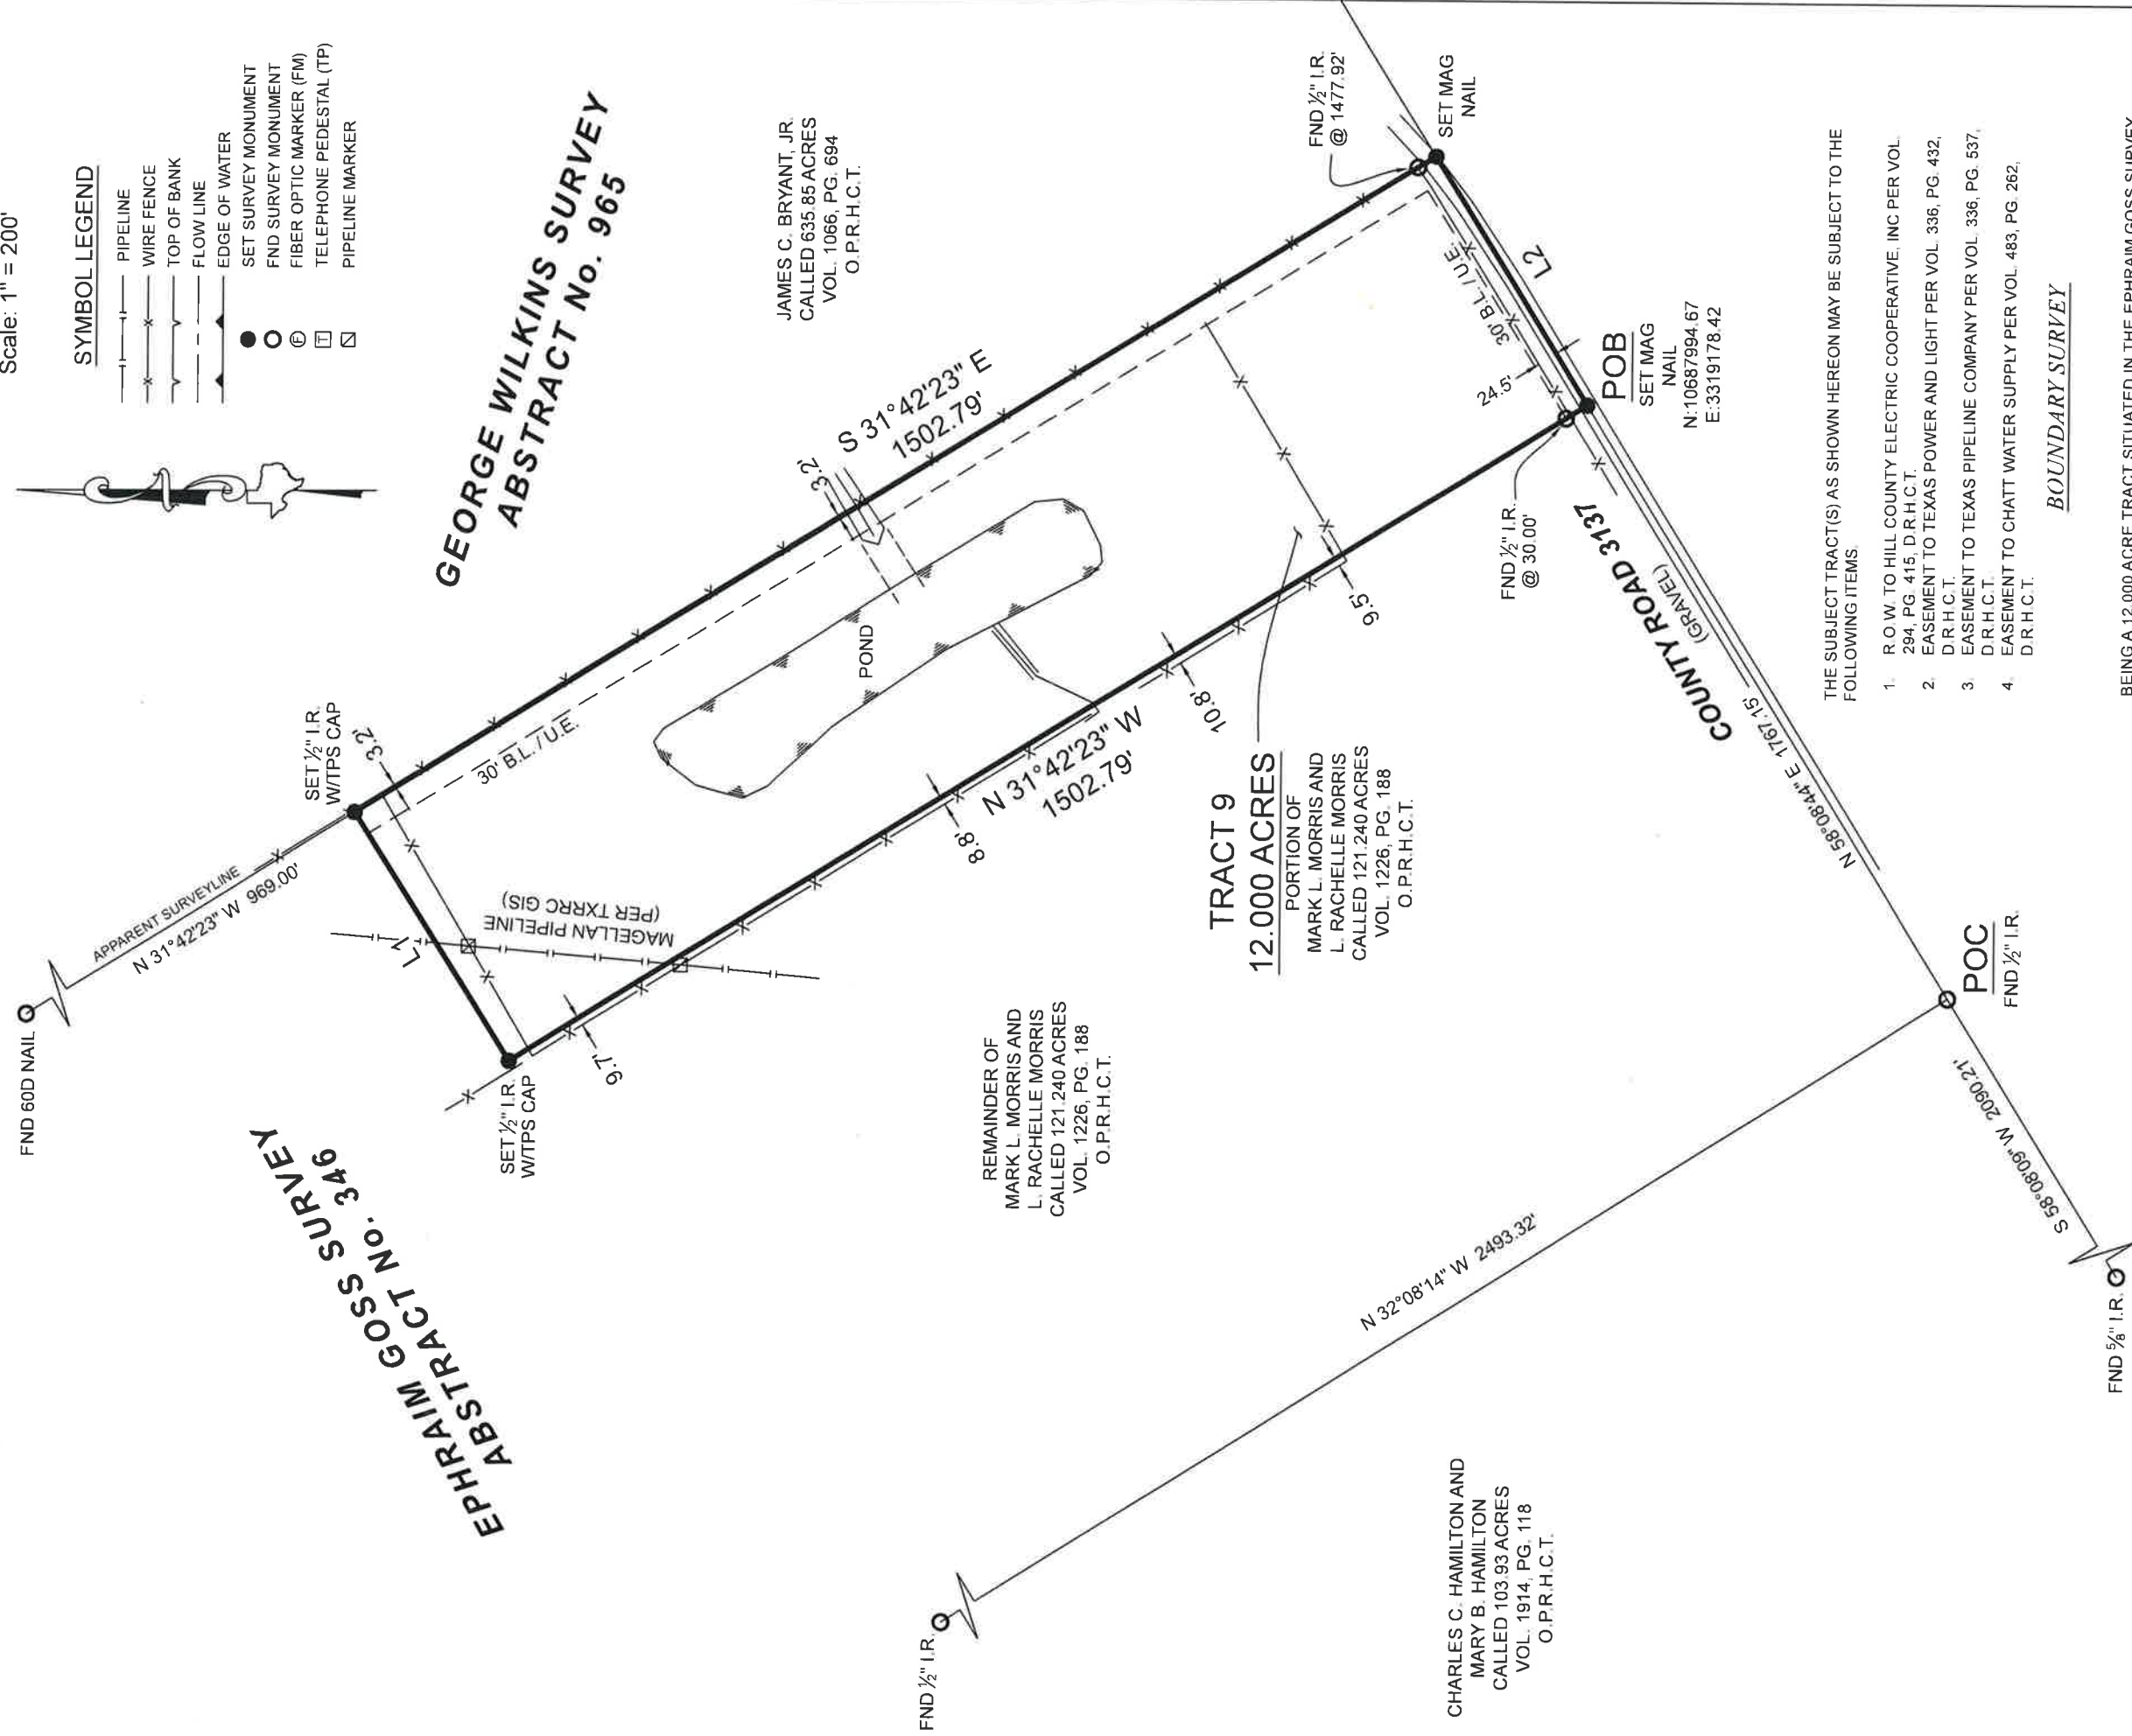 Scale: 1" = 200'
SYMBOL LEGEND
PIPELINE
WIRE FENCE
TOP OF BANK
FLOW LINE
EDGE OF WATER
SET SURVEY MONUMENT
FND SURVEY MONUMENT
F FIBER OPTIC MARKER (FM)
T TELEPHONE PEDESTAL (TP)
PIPELINE MARKER
GEORGE WILKINS SURVEY
ABSTRACT No. 965
JAMES C. BRYANT, JR.
CALLED 635.85 ACRES
VOL. 1066, PG. 694
O.P.R.H.C.T.
FND ½" I.R.
@ 1477.92'
SET MAG
NAIL
FND 60D NAIL
APPARENT SURVEYLINE
N 31°42'23" W 969.00'
SET ½" I.R.
W/TPS CAP
3.2'
30' B.L. / U.E.
S 31°42'23" E
1502.79'
3.2'
POND
L1
MAGELLAN PIPELINE
(PER TXRRC GIS)
SET ½" I.R.
W/TPS CAP
9.7'
8.8'
N 31°42'23" W
1502.79'
10.8'
9.5'
30' B.L. / U.E.
L2
24.5'
POB
SET MAG
NAIL
N:10687994.67
E:3319178.42
FND ½" I.R.
@ 30.00'
COUNTY ROAD 3137
(GRAVEL)
N 58°08'44" E 1767.15'
TRACT 9
12.000 ACRES
PORTION OF
MARK L. MORRIS AND
L. RACHELLE MORRIS
CALLED 121.240 ACRES
VOL. 1226, PG. 188
O.P.R.H.C.T.
REMAINDER OF
MARK L. MORRIS AND
L. RACHELLE MORRIS
CALLED 121.240 ACRES
VOL. 1226, PG. 188
O.P.R.H.C.T.
EPHRAIM GOSS SURVEY
ABSTRACT No. 346
POC
FND ½" I.R.
S 58°08'09" W 2090.21'
FND ⅝" I.R.
N 32°08'14" W 2493.32'
FND ½" I.R.
CHARLES C. HAMILTON AND
MARY B. HAMILTON
CALLED 103.93 ACRES
VOL. 1914, PG. 118
O.P.R.H.C.T.
THE SUBJECT TRACT(S) AS SHOWN HEREON MAY BE SUBJECT TO THE
FOLLOWING ITEMS.
1. R.O.W. TO HILL COUNTY ELECTRIC COOPERATIVE, INC PER VOL.
294, PG. 415, D.R.H.C.T.
2. EASEMENT TO TEXAS POWER AND LIGHT PER VOL. 336, PG. 432,
D.R.H.C.T.
3. EASEMENT TO TEXAS PIPELINE COMPANY PER VOL. 336, PG. 537,
D.R.H.C.T.
4. EASEMENT TO CHATT WATER SUPPLY PER VOL. 483, PG. 262,
D.R.H.C.T.
BOUNDARY SURVEY
BEING A 12.000 ACRE TRACT SITUATED IN THE EPHRAIM GOSS SURVEY